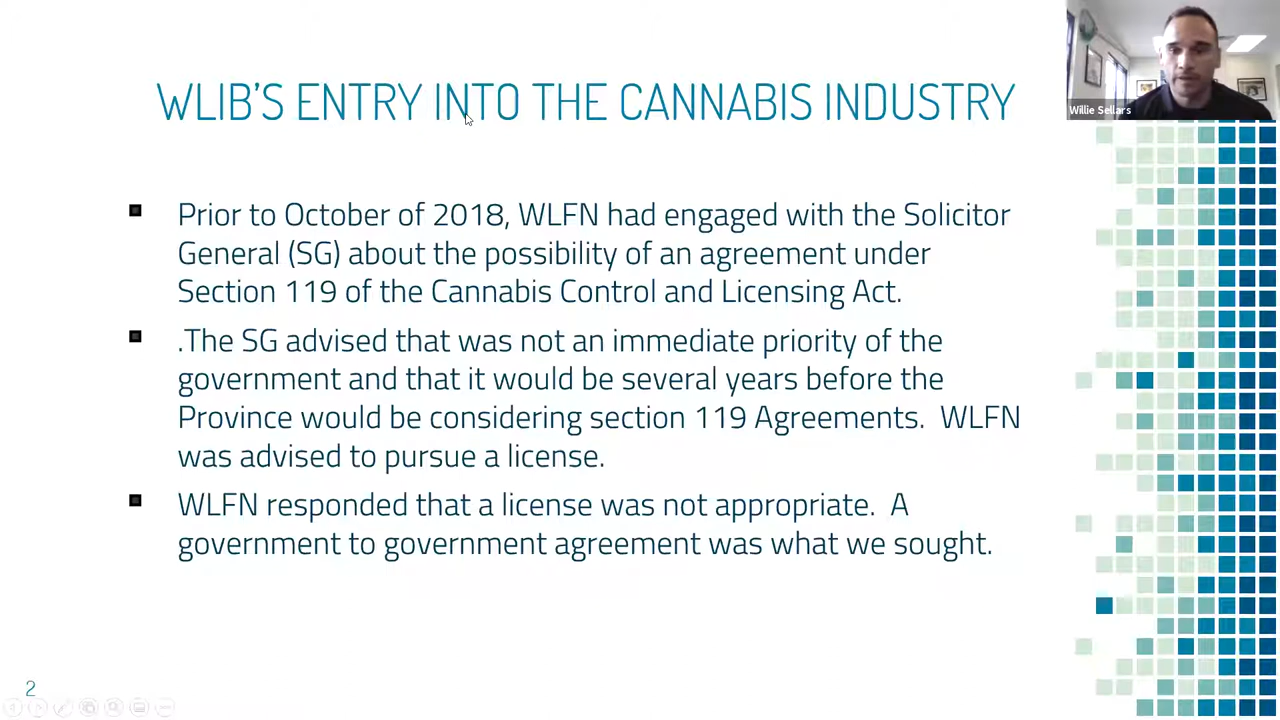 WLIB'S ENTRY INTO THE CANNABIS INDUSTRY
Willie Sellars
Prior to October of 2018, WLFN had engaged with the Solicitor
General (SG) about the possibility of an agreement under
Section 119 of the Cannabis Control and Licensing Act.
.The SG advised that was not an immediate priority of the
government and that it would be several years before the
Province would be considering section 119 Agreements.  WLFN
was advised to pursue a license.
WLFN responded that a license was not appropriate.  A
government to government agreement was what we sought.
2